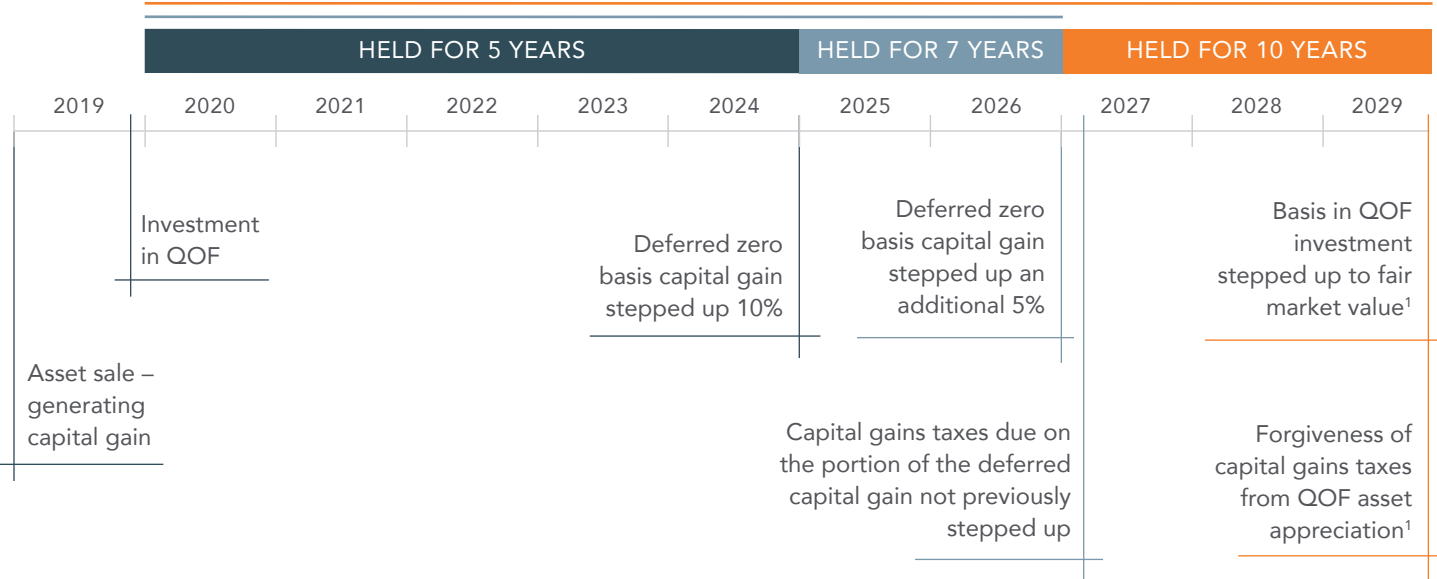 HELD FOR 5 YEARS HELD FOR 7 YEARS HELD FOR 10 YEARS
2019 2020 2021 2022 2023 2024 2025 2026 2027 2028 2029
Investment
in QOF
Asset sale –
generating
capital gain
Deferred zero
basis capital gain
stepped up 10%
Deferred zero
basis capital gain
stepped up an
additional 5%
Capital gains taxes due on
the portion of the deferred
capital gain not previously
stepped up
Basis in QOF
investment
stepped up to fair
market value¹
Forgiveness of
capital gains taxes
from QOF asset
appreciation¹